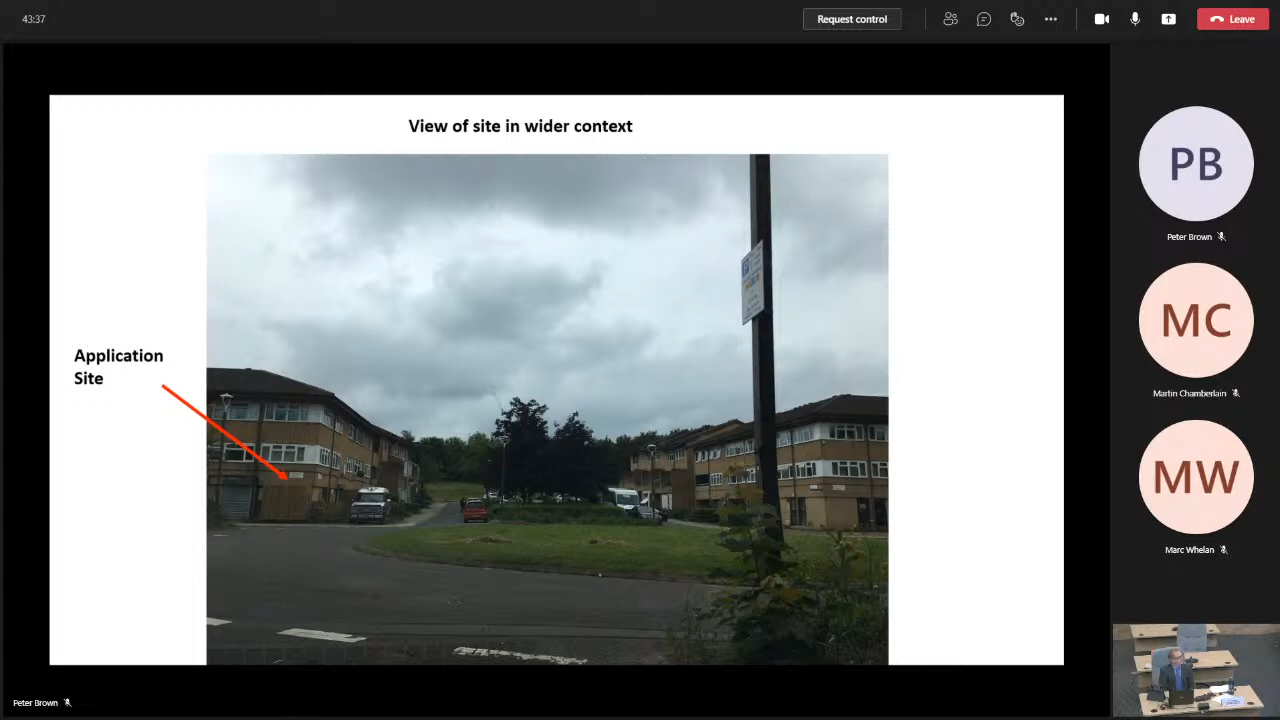 43:37
Request control
Leave
View of site in wider context
Application
Site
PB
Peter Brown
MC
Martin Chamberlain
MW
Marc Whelan
Peter Brown